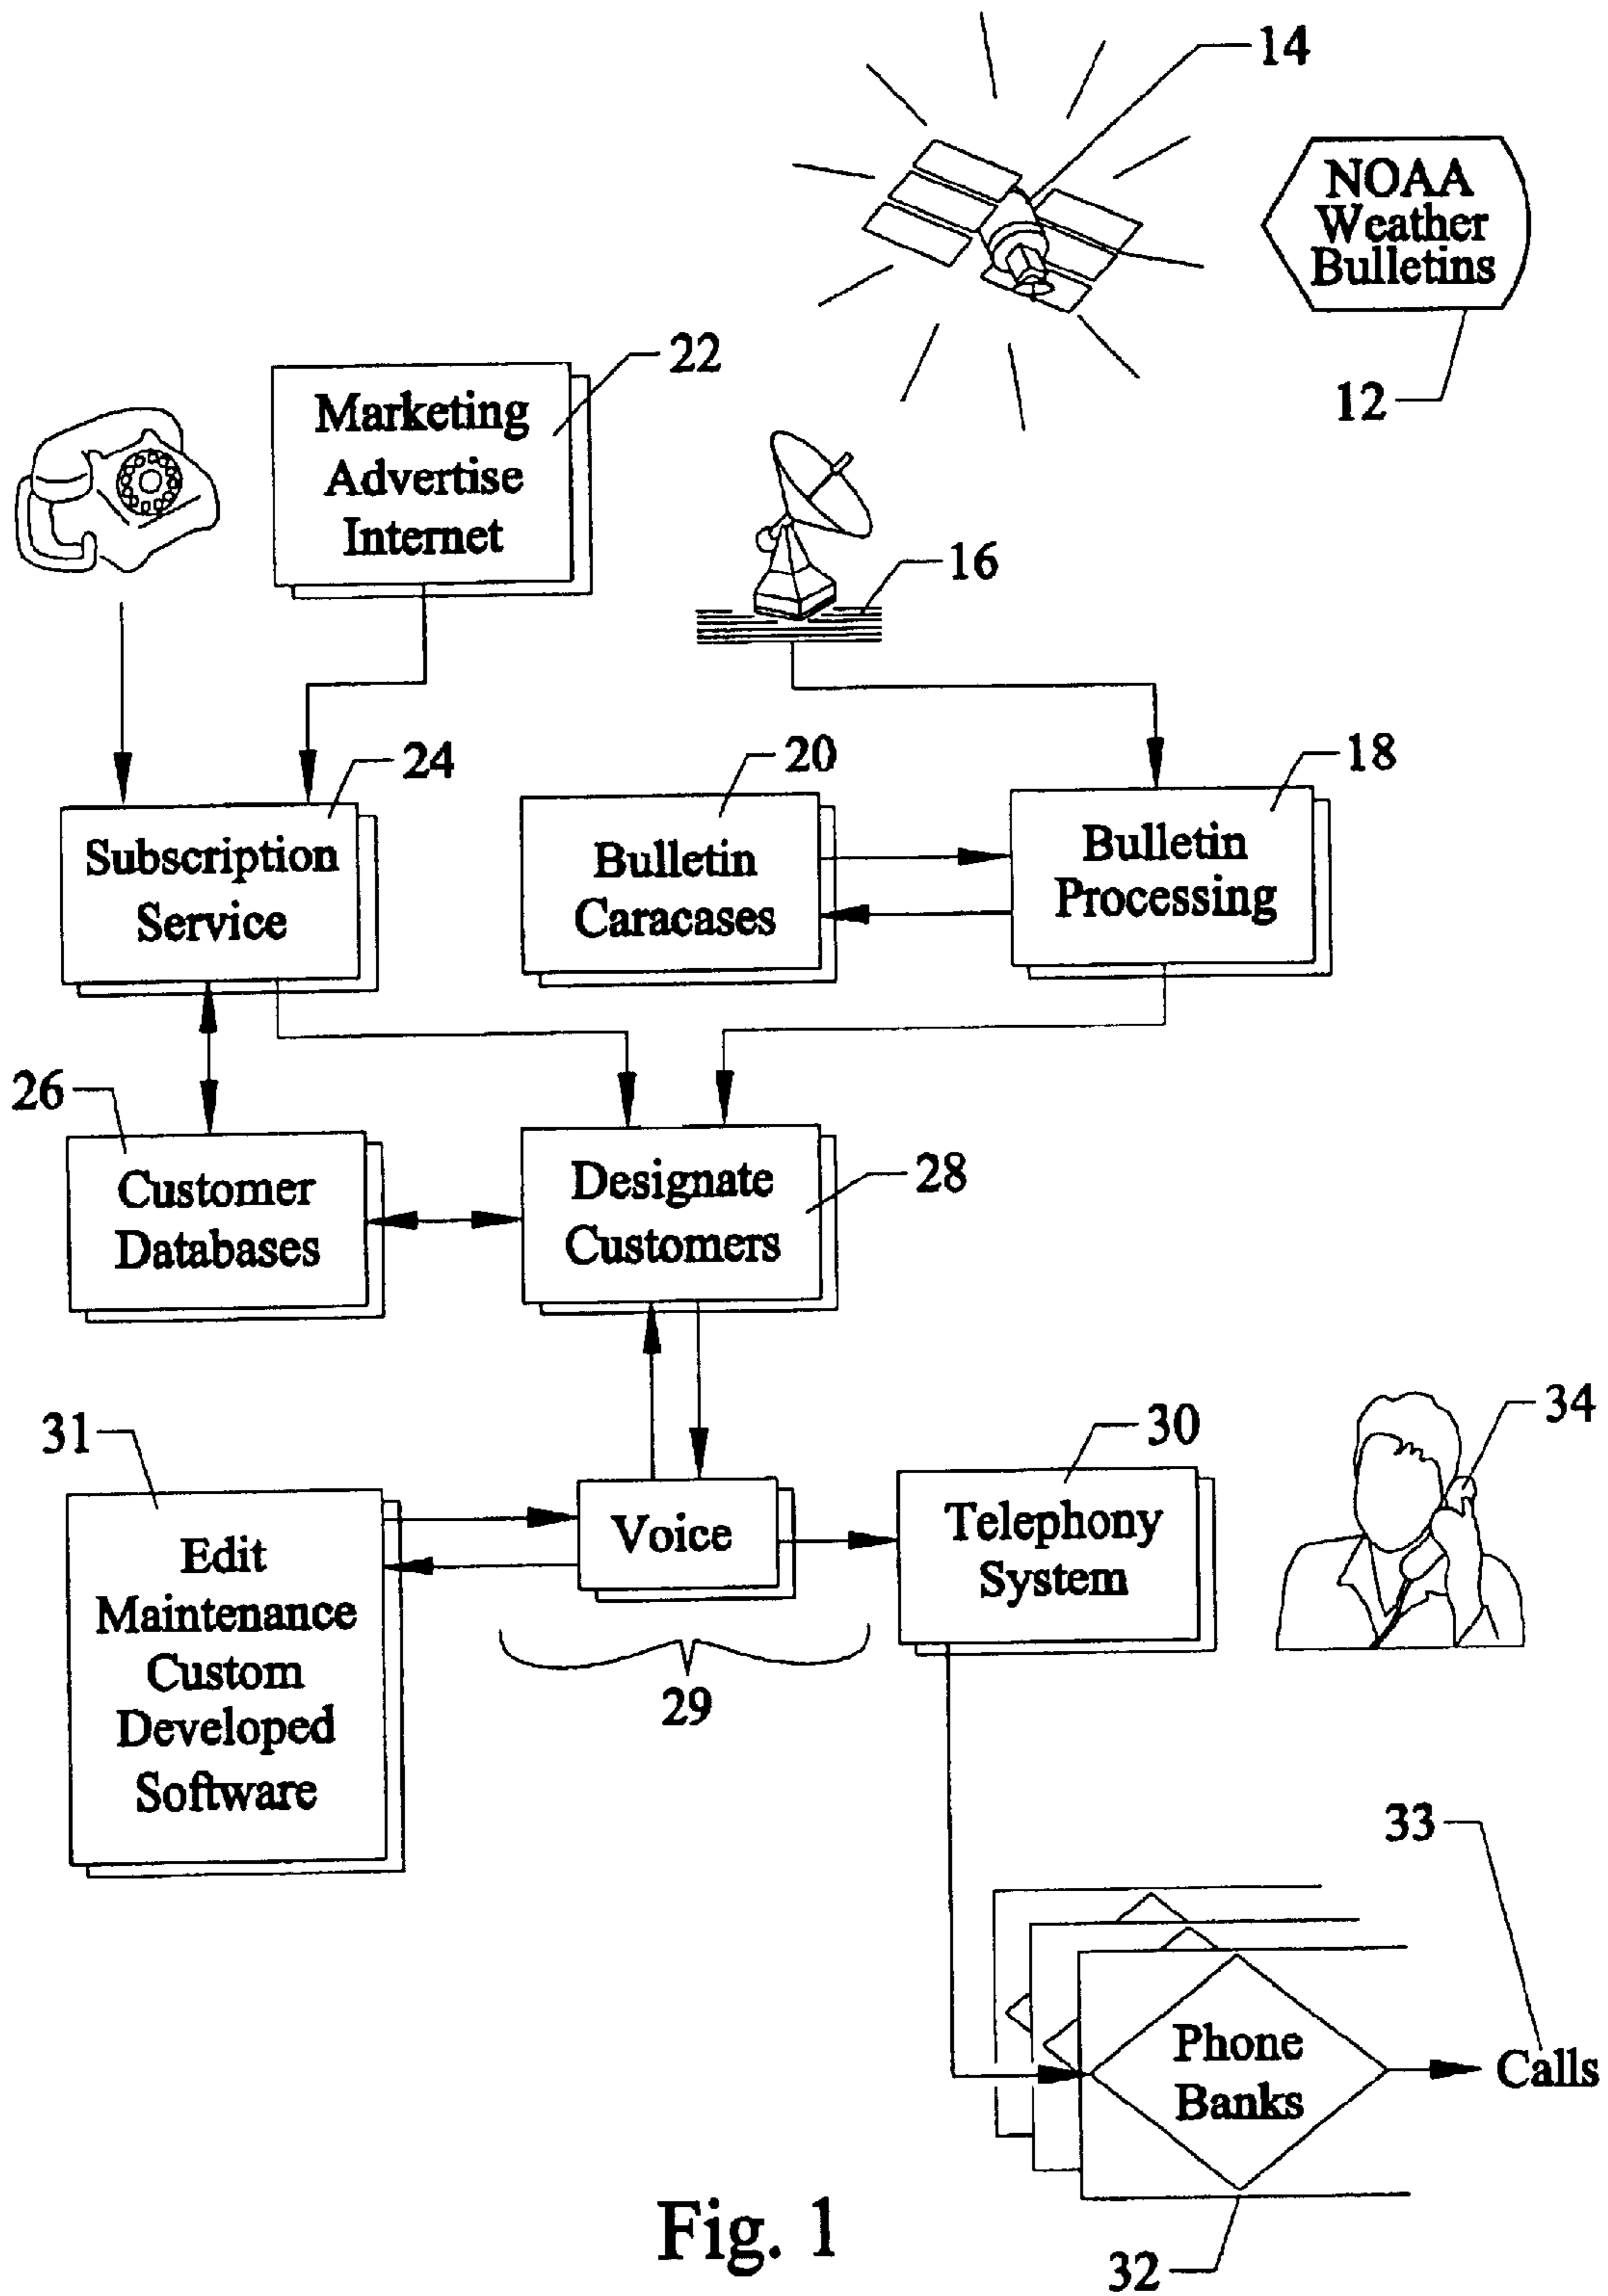 14
NOAA
Weather
Bulletins
12
22
Marketing
Advertise
Internet
16
24
Subscription
Service
20
Bulletin
Caracases
18
Bulletin
Processing
26
Customer
Databases
28
Designate
Customers
31
Edit
Maintenance
Custom
Developed
Software
Voice
29
30
Telephony
System
34
33
Phone
Banks
Calls
32
Fig. 1